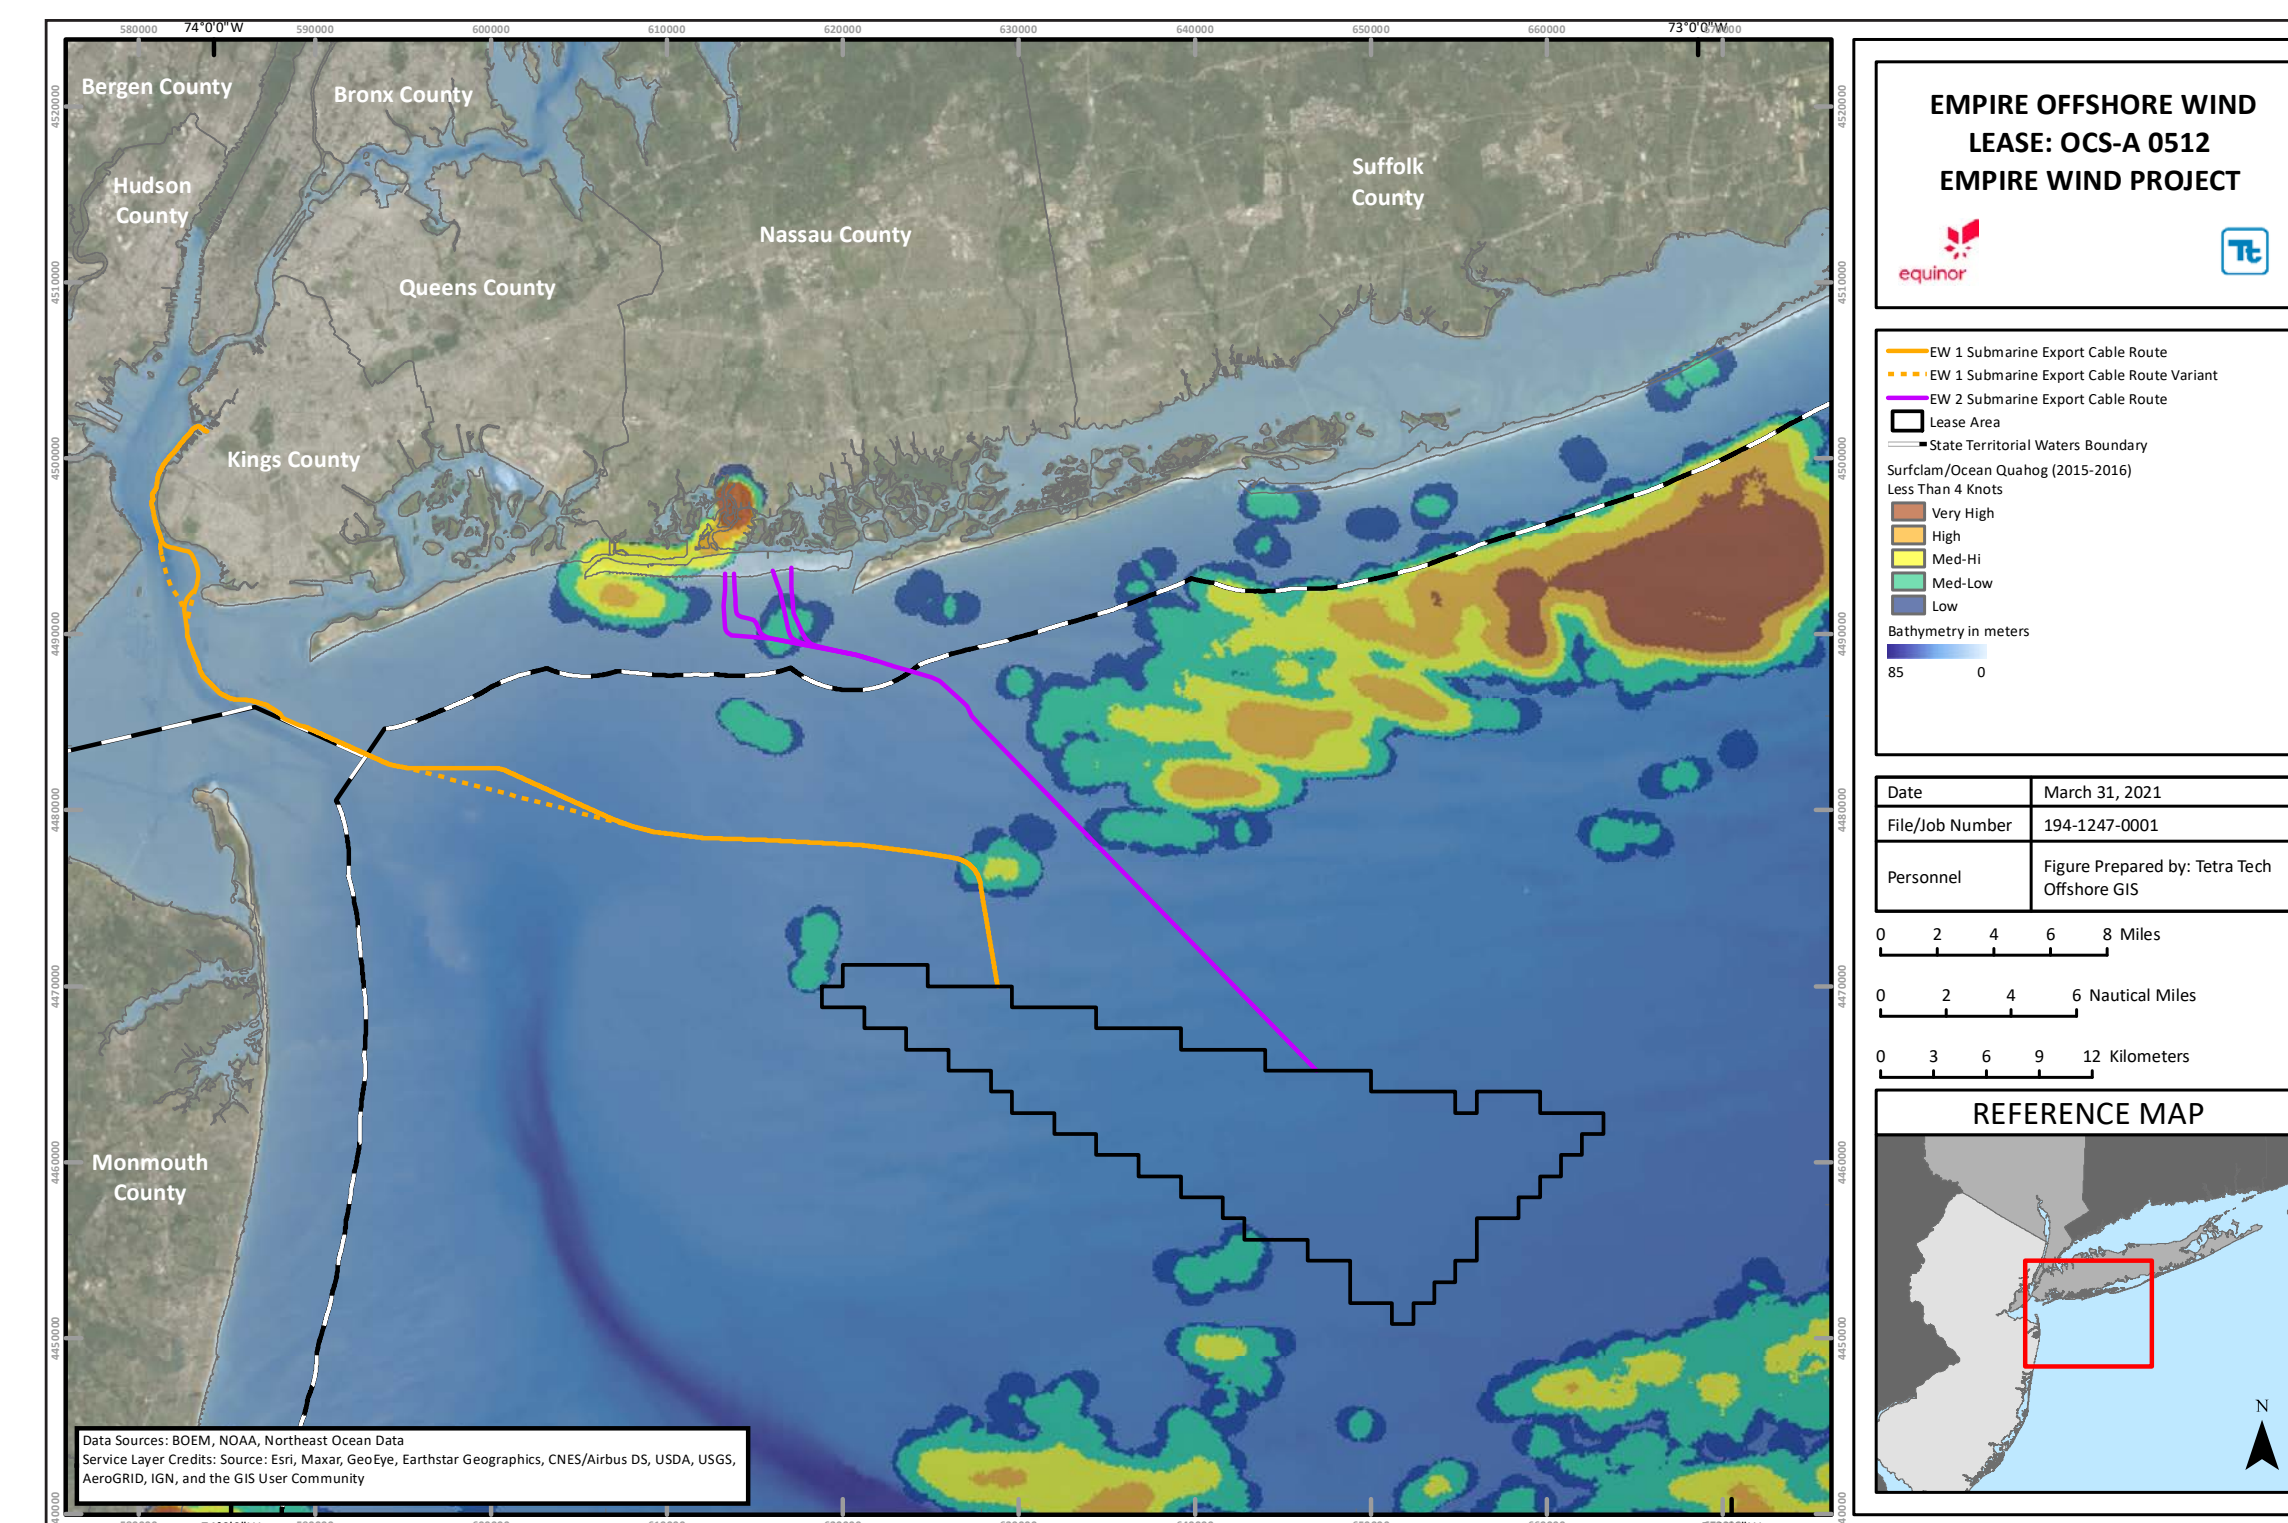 580000 74°0'0"W 590000 600000 610000 620000 630000 640000 650000 660000 73°0'0"W
4520000
4510000
4500000
4490000
4480000
4470000
4460000
4450000
Bergen County
Bronx County
Hudson
County
Suffolk
County
Nassau County
Queens County
Kings County
Monmouth
County
4520000
4510000
4500000
4490000
4480000
4470000
4460000
4450000
Data Sources: BOEM, NOAA, Northeast Ocean Data
Service Layer Credits: Source: Esri, Maxar, GeoEye, Earthstar Geographics, CNES/Airbus DS, USDA, USGS,
AeroGRID, IGN, and the GIS User Community
EMPIRE OFFSHORE WIND
LEASE: OCS-A 0512
EMPIRE WIND PROJECT
equinor
Tt
EW 1 Submarine Export Cable Route
EW 1 Submarine Export Cable Route Variant
EW 2 Submarine Export Cable Route
Lease Area
State Territorial Waters Boundary
Surfclam/Ocean Quahog (2015-2016)
Less Than 4 Knots
Very High
High
Med-Hi
Med-Low
Low
Bathymetry in meters
85 0
Date March 31, 2021
File/Job Number 194-1247-0001
Personnel Figure Prepared by: Tetra Tech
Offshore GIS
0 2 4 6 8 Miles
0 2 4 6 Nautical Miles
0 3 6 9 12 Kilometers
REFERENCE MAP
N